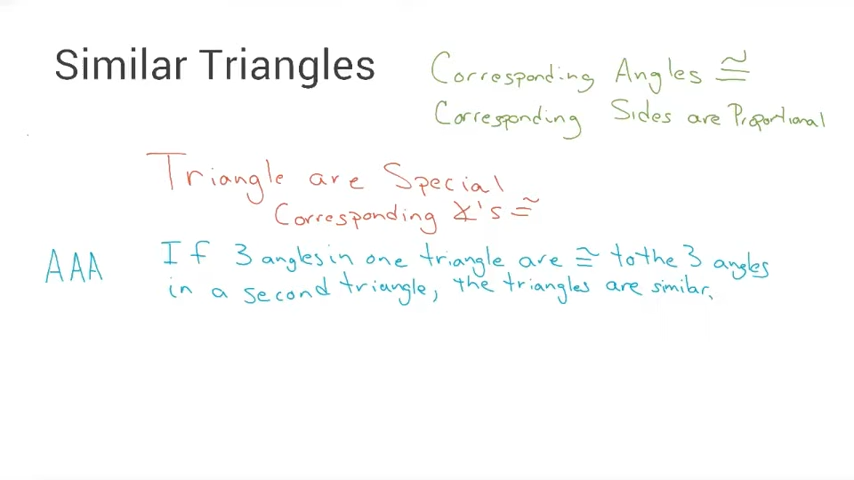 Similar Triangles
Corresponding Angles ≅
Corresponding Sides are Proportional
Triangle are Special
Corresponding ∡'s ≅
AAA If 3 angles in one triangle are ≅ to the 3 angles
in a second triangle, the triangles are similar.